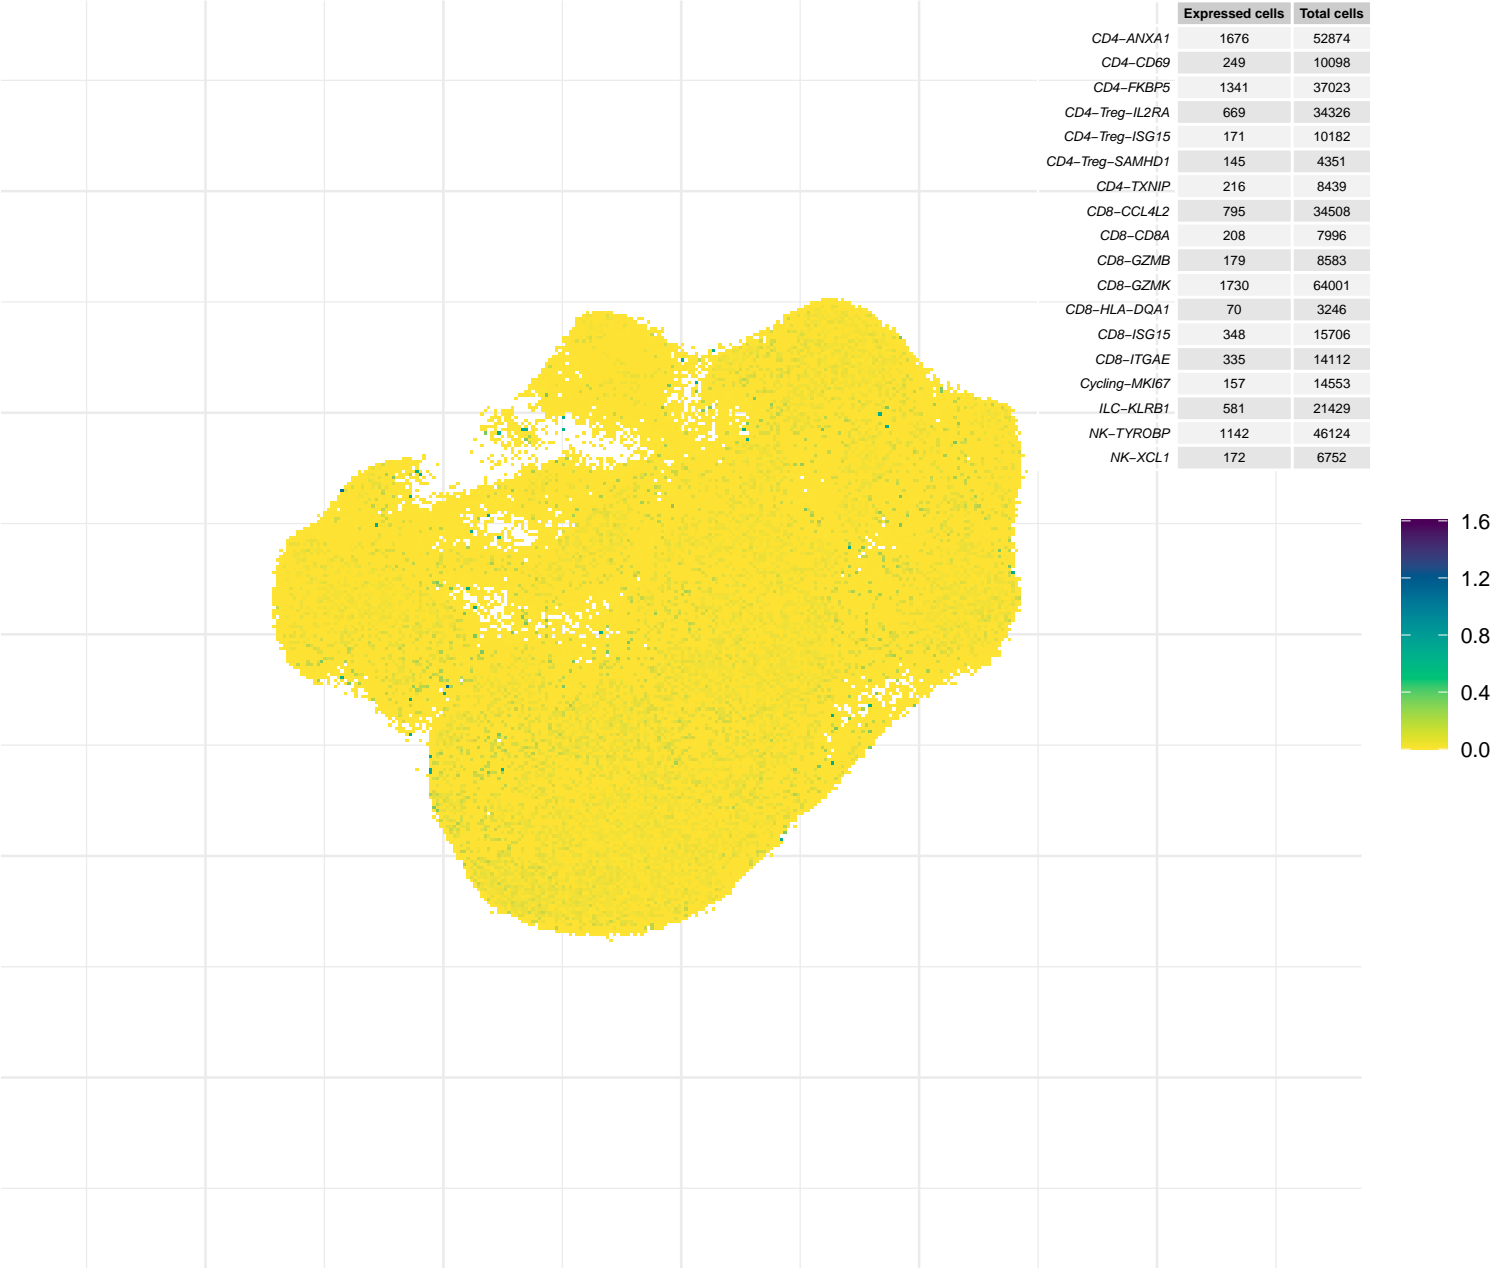 Expressed cells Total cells
CD4−ANXA1 1676 52874
CD4−CD69 249 10098
CD4−FKBP5 1341 37023
CD4−Treg−IL2RA 669 34326
CD4−Treg−ISG15 171 10182
CD4−Treg−SAMHD1 145 4351
CD4−TXNIP 216 8439
CD8−CCL4L2 795 34508
CD8−CD8A 208 7996
CD8−GZMB 179 8583
CD8−GZMK 1730 64001
CD8−HLA−DQA1 70 3246
CD8−ISG15 348 15706
CD8−ITGAE 335 14112
Cycling−MKI67 157 14553
ILC−KLRB1 581 21429
NK−TYROBP 1142 46124
NK−XCL1 172 6752
1.6
1.2
0.8
0.4
0.0